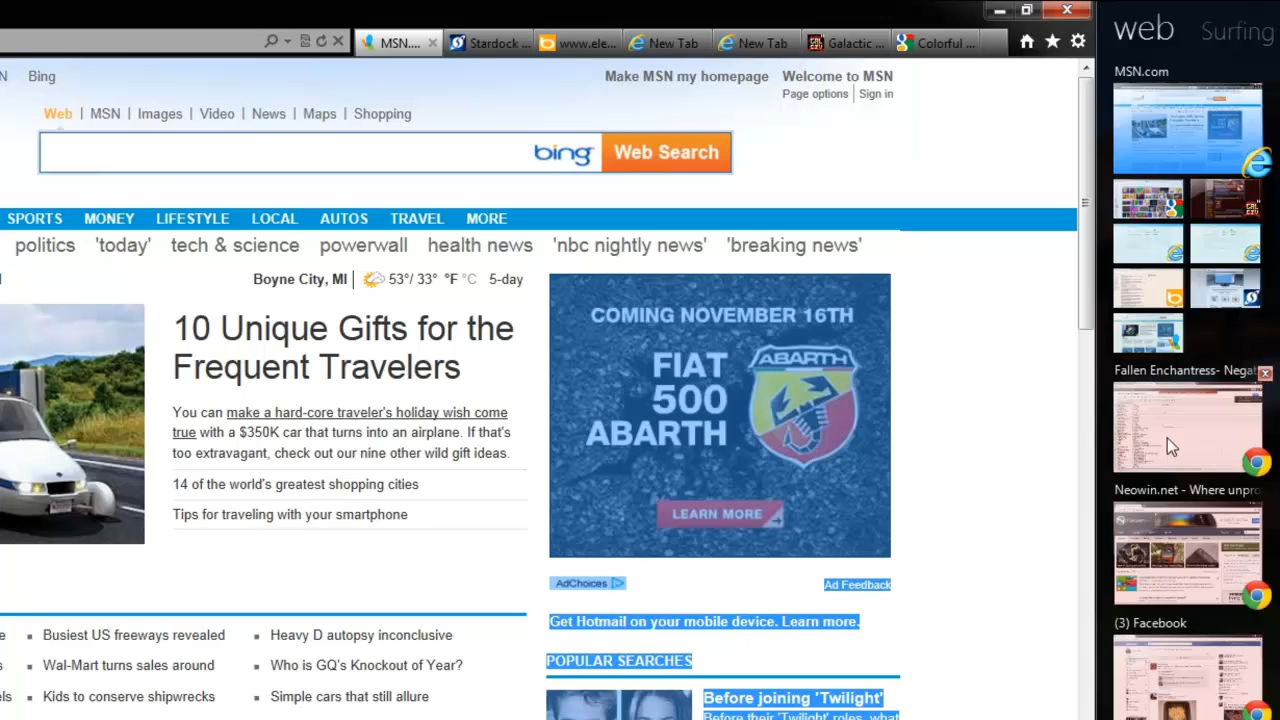 MSN....
Stardock ...
www.ele...
New Tab
New Tab
Galactic ...
Colorful ...
web Surfing
N Bing
Make MSN my homepage
Welcome to MSN
Page options | Sign in
MSN.com
Web | MSN | Images | Video | News | Maps | Shopping
bing Web Search
SPORTS MONEY LIFESTYLE LOCAL AUTOS TRAVEL MORE
politics 'today' tech & science powerwall health news 'nbc nightly news' 'breaking news'
Boyne City, MI | 53°/ 33° °F °C 5-day
10 Unique Gifts for the
Frequent Travelers
You can make a hard-core traveler's holiday wish come
true with a $350K car that turns into an airplane. If that's
too extravagant, check out our nine other wild gift ideas.
14 of the world's greatest shopping cities
Tips for traveling with your smartphone
COMING NOVEMBER 16TH
FIAT
500
ABARTH
ABARTH
LEARN MORE
AdChoices
Ad Feedback
Get Hotmail on your mobile device. Learn more.
POPULAR SEARCHES
Before joining 'Twilight'
Before their 'Twilight' roles, what
Busiest US freeways revealed
Wal-Mart turns sales around
Kids to conserve shipwrecks
Heavy D autopsy inconclusive
Who is GQ's Knockout of Year?
Simple cars that still allure
Fallen Enchantress- Negat
Neowin.net - Where unpro
(3) Facebook